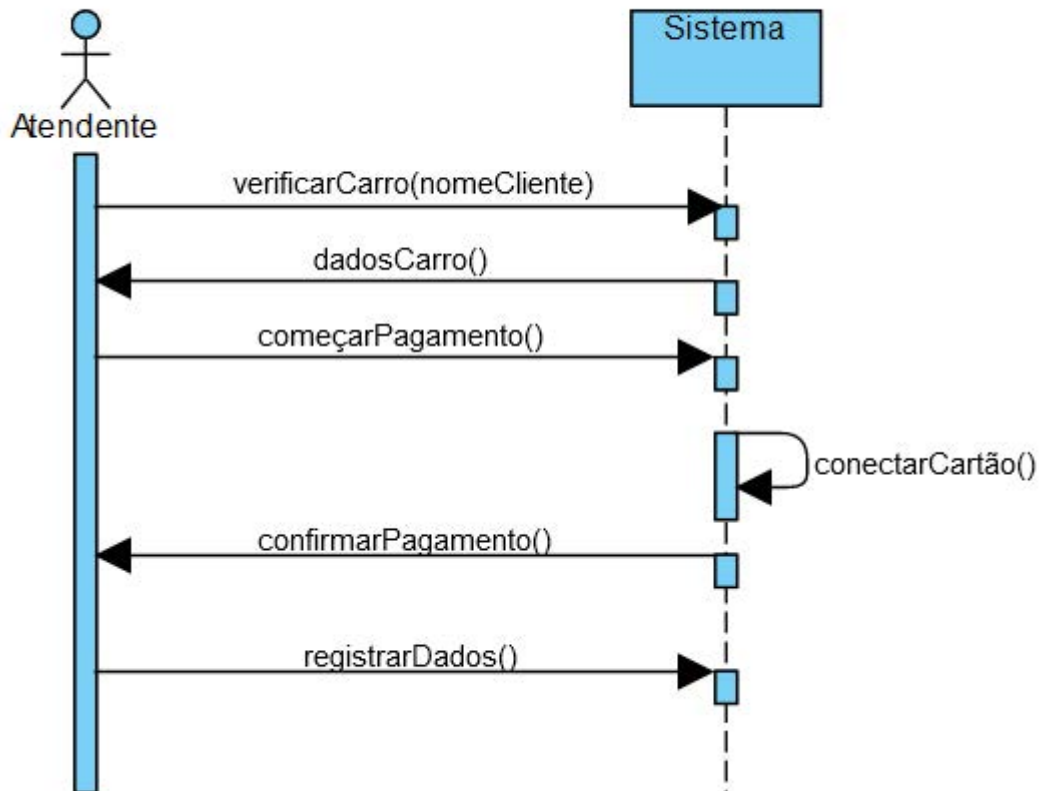 Sistema
Atendente
verificarCarro(nomeCliente)
dadosCarro()
começarPagamento()
conectarCartão()
confirmarPagamento()
registrarDados()